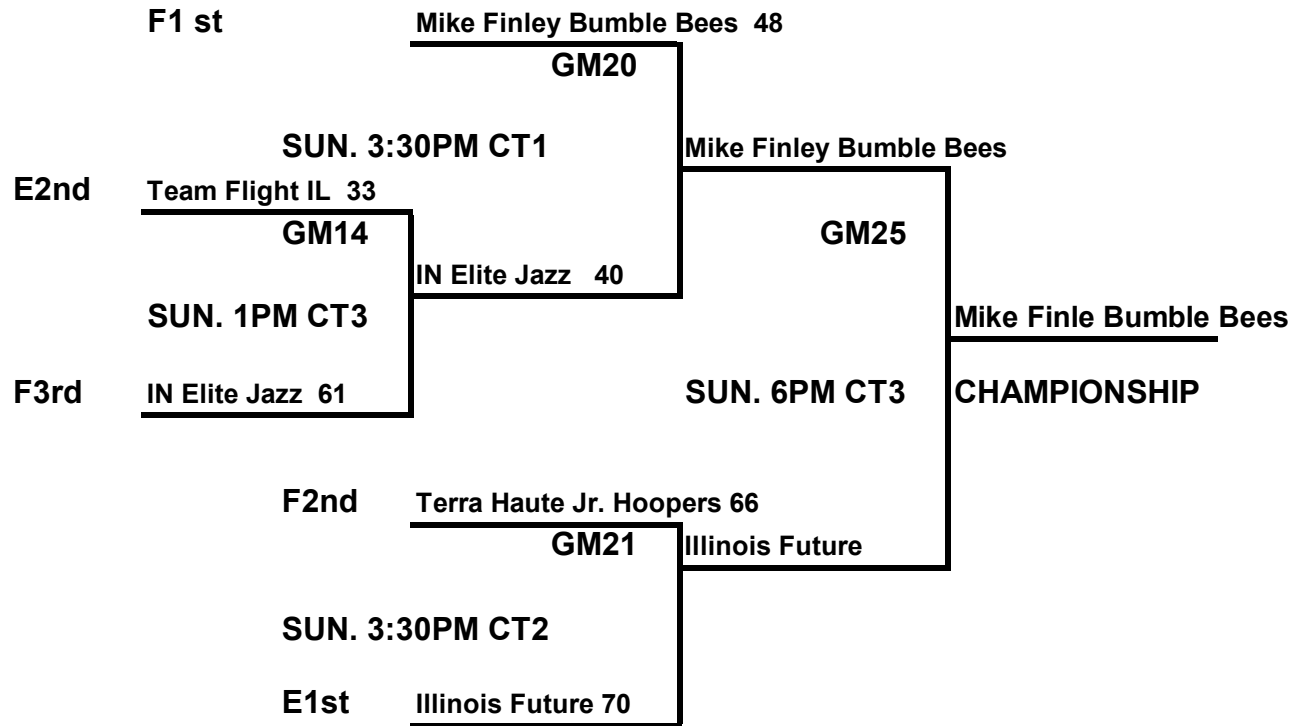 F1 st Mike Finley Bumble Bees 48
GM20
SUN. 3:30PM CT1 Mike Finley Bumble Bees
E2nd Team Flight IL 33
GM14 GM25
IN Elite Jazz 40
SUN. 1PM CT3 Mike Finle Bumble Bees
F3rd IN Elite Jazz 61 SUN. 6PM CT3 CHAMPIONSHIP
F2nd Terra Haute Jr. Hoopers 66
GM21 Illinois Future
SUN. 3:30PM CT2
E1st Illinois Future 70